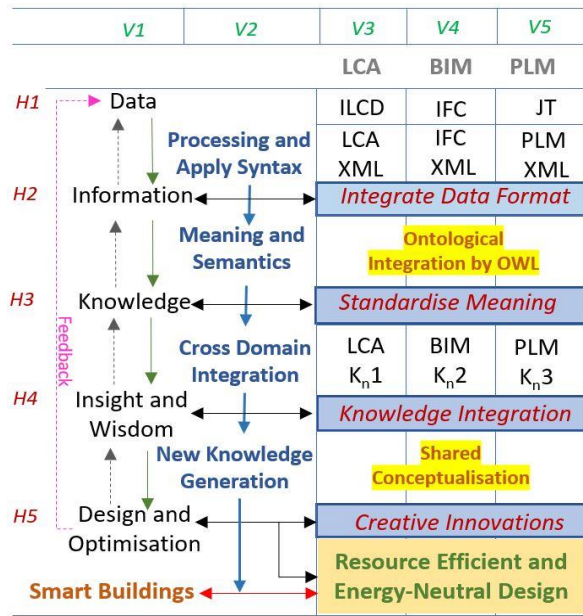 V1 V2 V3 V4 V5
LCA BIM PLM
H1 Data ILCD IFC JT
Processing and
Apply Syntax
LCA IFC PLM
XML XML XML
H2 Information Integrate Data Format
Meaning and
Semantics
Ontological
Integration by OWL
H3 Knowledge Standardise Meaning
Feedback
Cross Domain
Integration
LCA BIM PLM
Kn1 Kn2 Kn3
H4 Insight and
Wisdom
Knowledge Integration
New Knowledge
Generation
Shared
Conceptualisation
H5 Design and
Optimisation
Creative Innovations
Smart Buildings
Resource Efficient and
Energy-Neutral Design